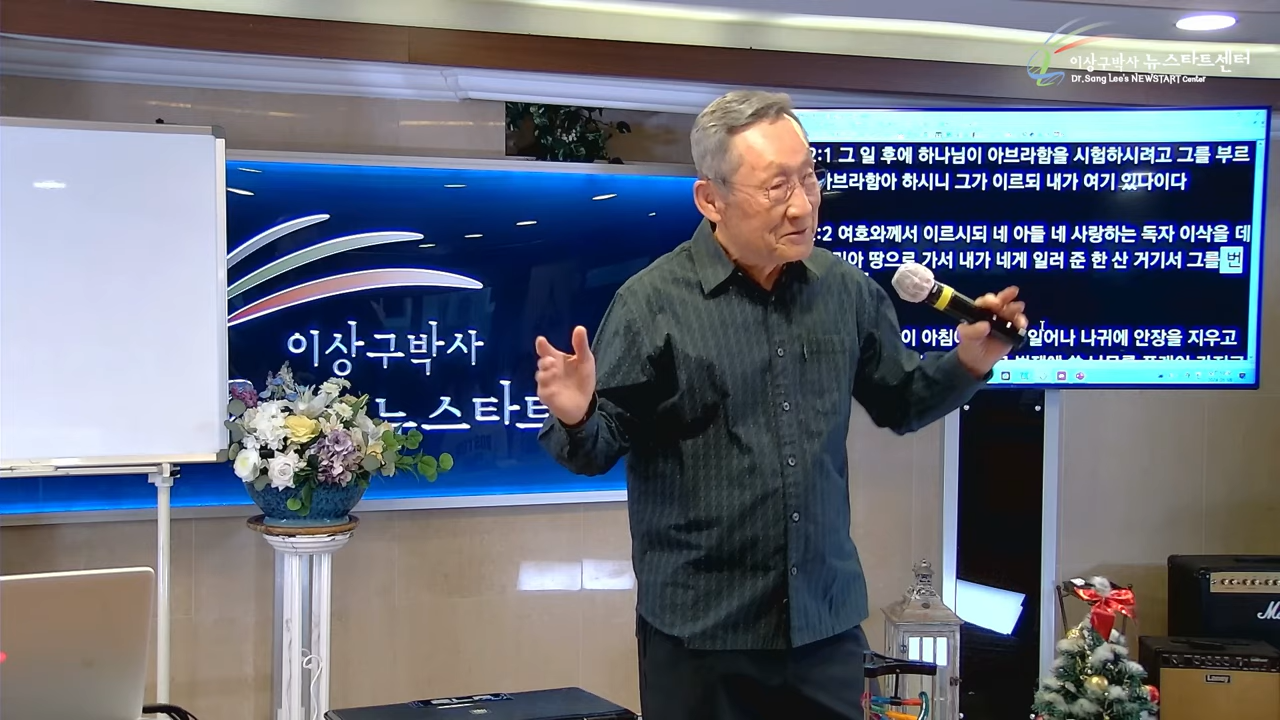 이상구박사 뉴스타트센터
Dr.Sang Lee's NEWSTART Center
2:1 그 일 후에 하나님이 아브라함을 시험하시려고 그를 부르
아브라함아 하시니 그가 이르되 내가 여기 있나이다
:2 여호와께서 이르시되 네 아들 네 사랑하는 독자 이삭을 데
땅으로 가서 내가 네게 일러 준 한 산 거기서 그를 번
이 아침에 일어나 나귀에 안장을 지우고
이상구박사
뉴스타트
Laney